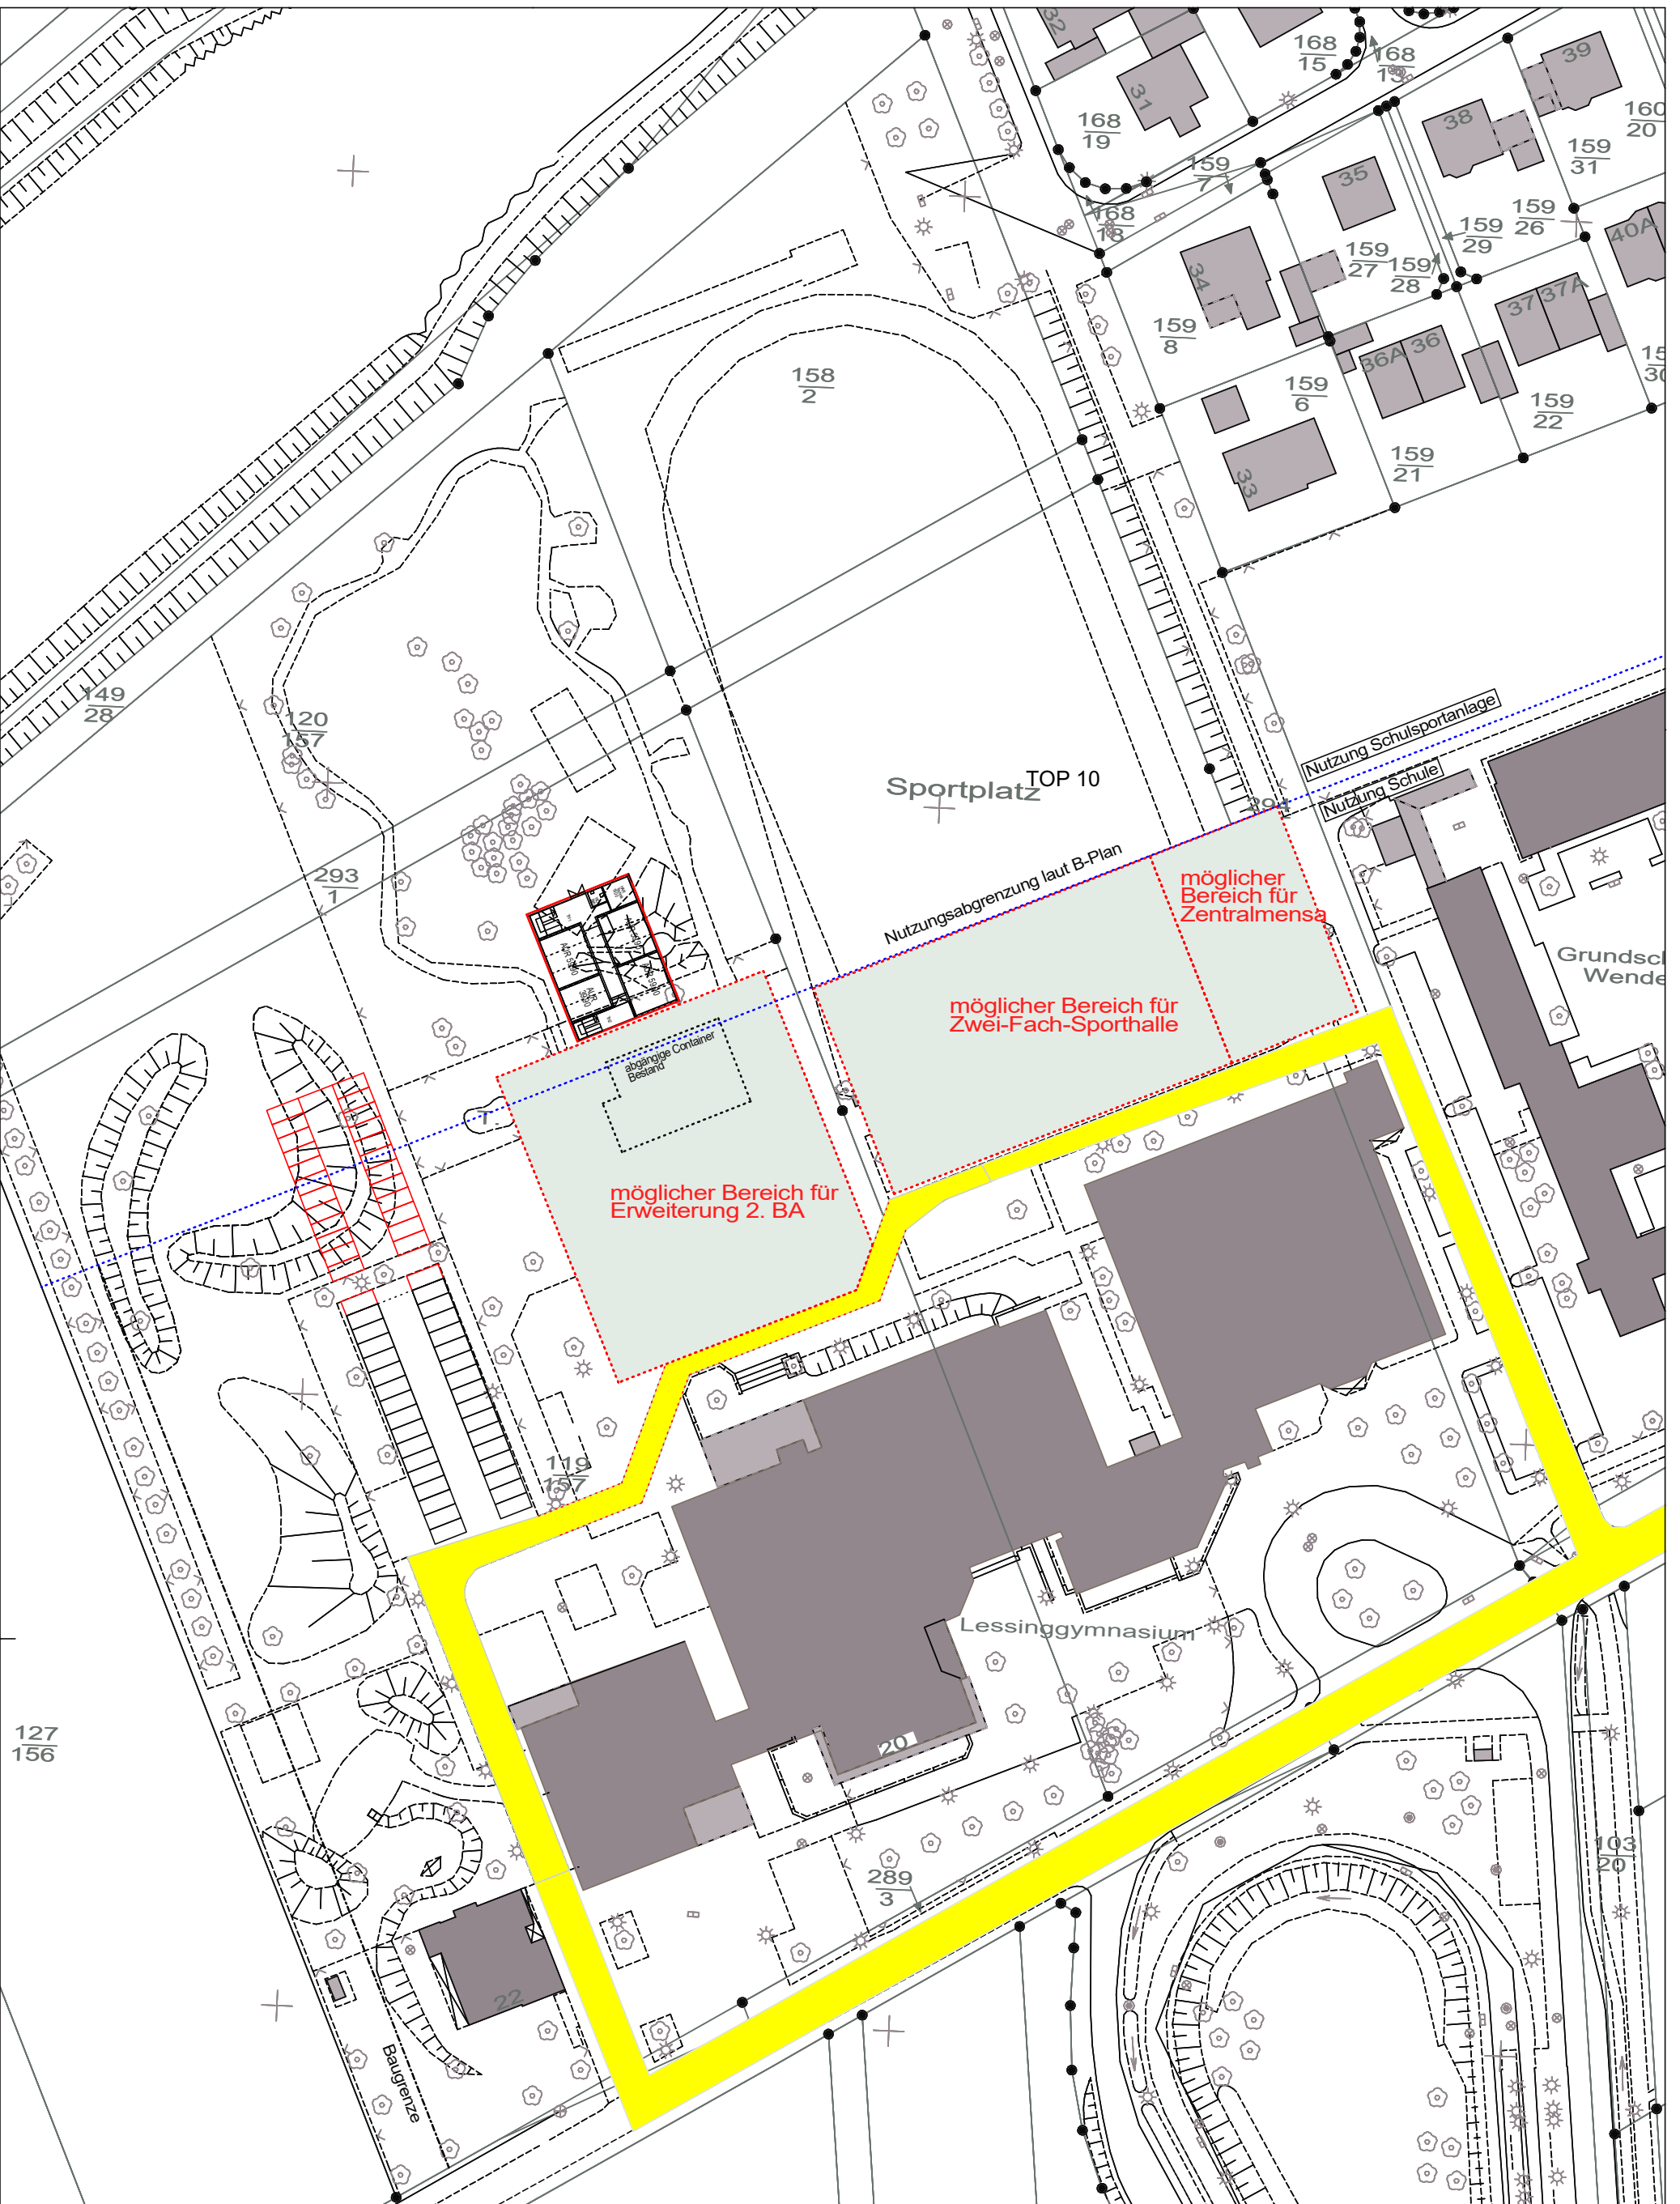 32
31
168
15
168
13
39
38
160
20
168
19
159
7
159
31
35
168
18
159
29
159
26
40A
34
159
27
159
28
37
37A
159
8
36A
36
158
2
159
6
159
22
33
159
21
149
28
120
157
Nutzung Schulsportanlage
Nutzung Schule
Sportplatz
TOP 10
294
293
1
Nutzungsabgrenzung laut B-Plan
möglicher
Bereich für
Zentralmensa
möglicher Bereich für
Zwei-Fach-Sporthalle
abgängige Container
Bestand
T.
möglicher Bereich für
Erweiterung 2. BA
119
157
Lessinggymnasium
20
127
156
289
3
103
20
22
Baugrenze